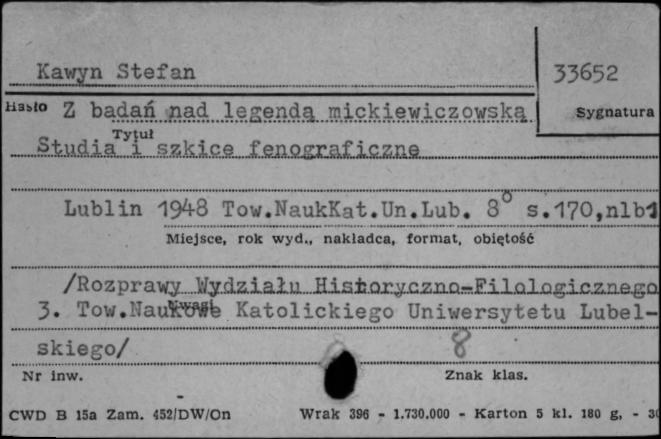 Kawyn Stefan
33652
Hasło
Sygnatura
Z badań nad legendą mickiewiczowską
Tytuł
Studia i szkice fenograficzne
Lublin 1948 Tow.NaukKat.Un.Lub. 8° s.170,nlb1
Miejsce, rok wyd., nakładca, format, objętość
/Rozprawy Wydziału Historyczno-Filologicznego
Uwagi
3. Tow.Naukowe Katolickiego Uniwersytetu Lubel-
skiego/
8
Nr inw.
Znak klas.
CWD B 15a Zam. 452/DW/On Wrak 396 - 1.730.000 - Karton 5 kl. 180 g, - 30